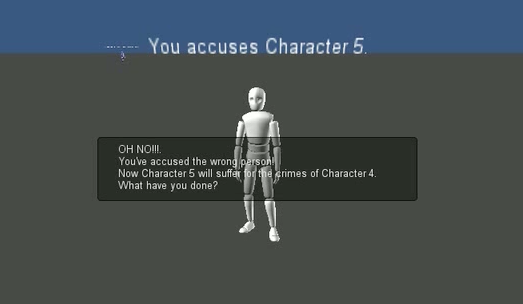 You accuses Character 5.
OH NO!!!.
You've accused the wrong person!
Now Character 5 will suffer for the crimes of Character 4.
What have you done?